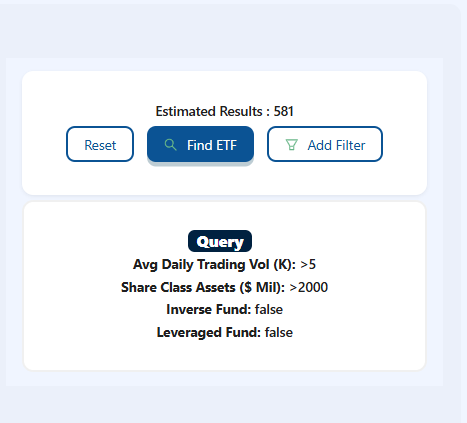 Estimated Results : 581
Reset
Find ETF
Add Filter
Query
Avg Daily Trading Vol (K): >5
Share Class Assets ($ Mil): >2000
Inverse Fund: false
Leveraged Fund: false